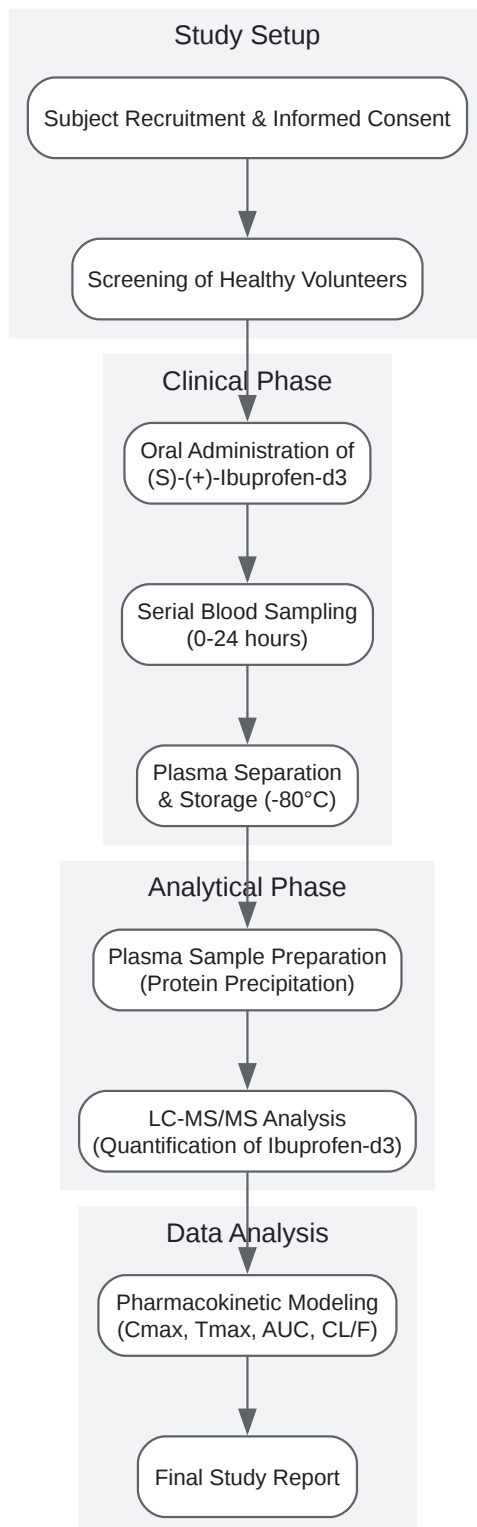 Study Setup
Subject Recruitment & Informed Consent
Screening of Healthy Volunteers
Clinical Phase
Oral Administration of
(S)-(+)-Ibuprofen-d3
Serial Blood Sampling
(0-24 hours)
Plasma Separation
& Storage (-80°C)
Analytical Phase
Plasma Sample Preparation
(Protein Precipitation)
LC-MS/MS Analysis
(Quantification of Ibuprofen-d3)
Data Analysis
Pharmacokinetic Modeling
(Cmax, Tmax, AUC, CL/F)
Final Study Report